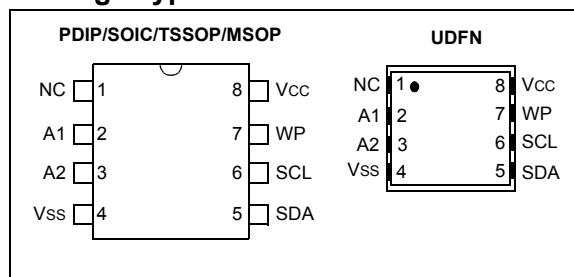 PDIP/SOIC/TSSOP/MSOP
NC 1 8 VCC
A1 2 7 WP
A2 3 6 SCL
VSS 4 5 SDA
UDFN
NC 1 8 VCC
A1 2 7 WP
A2 3 6 SCL
VSS 4 5 SDA